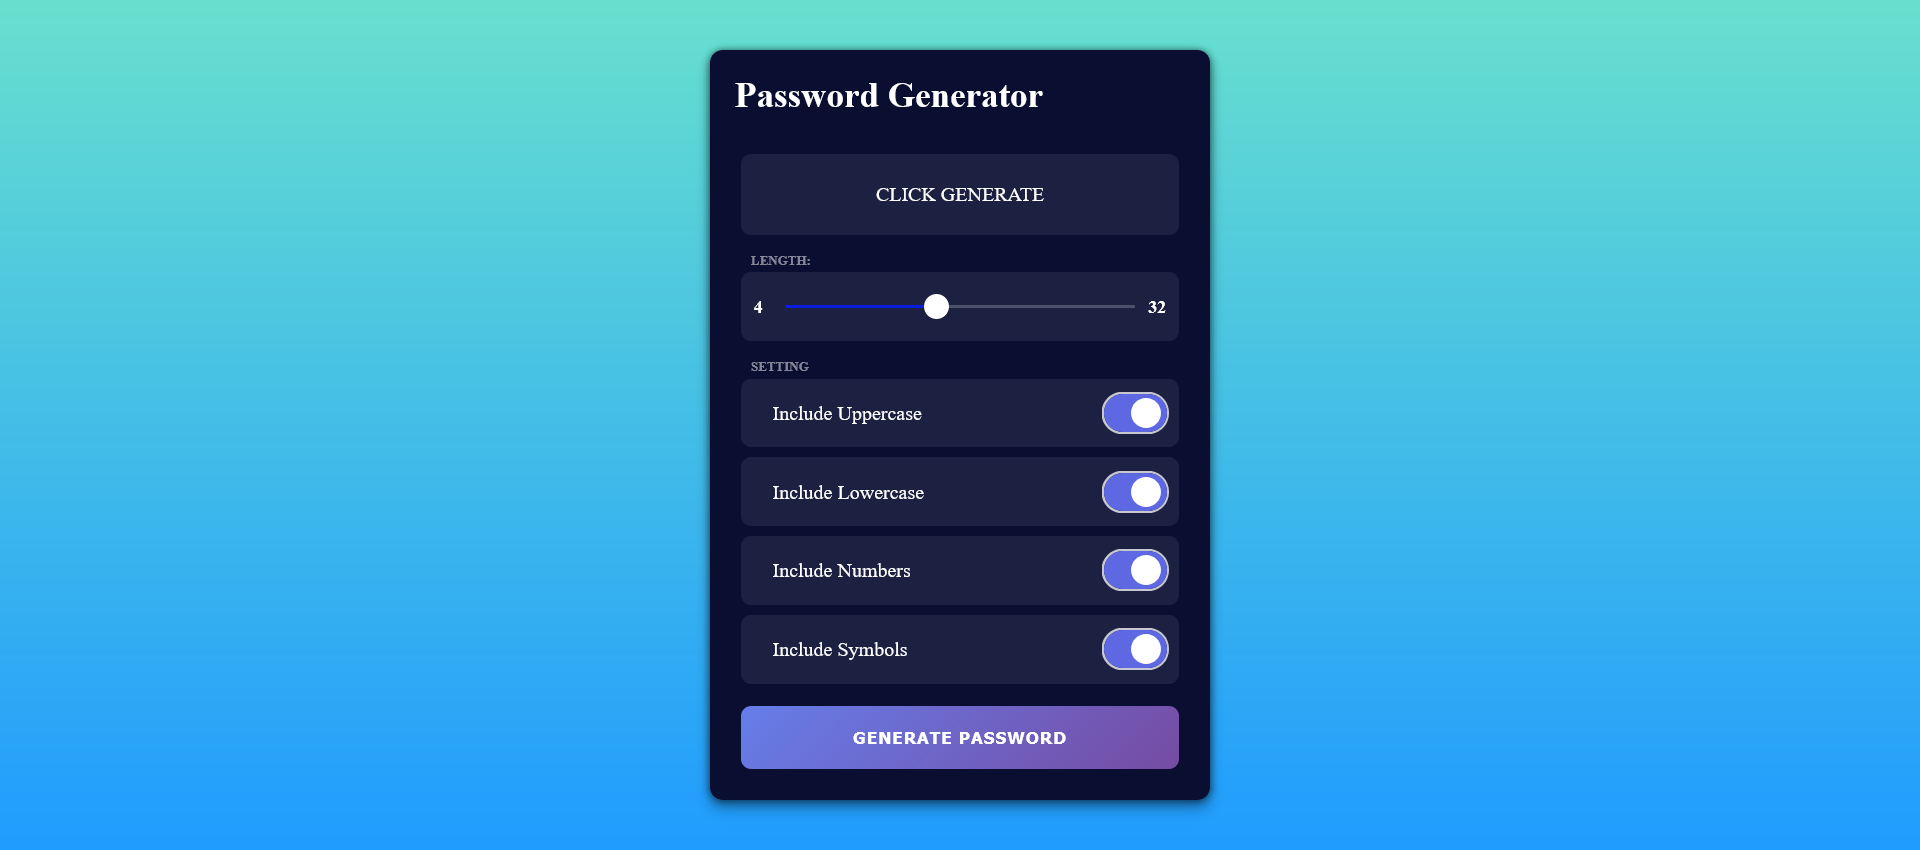 Password Generator
CLICK GENERATE
LENGTH:
4 32
SETTING
Include Uppercase
Include Lowercase
Include Numbers
Include Symbols
GENERATE PASSWORD